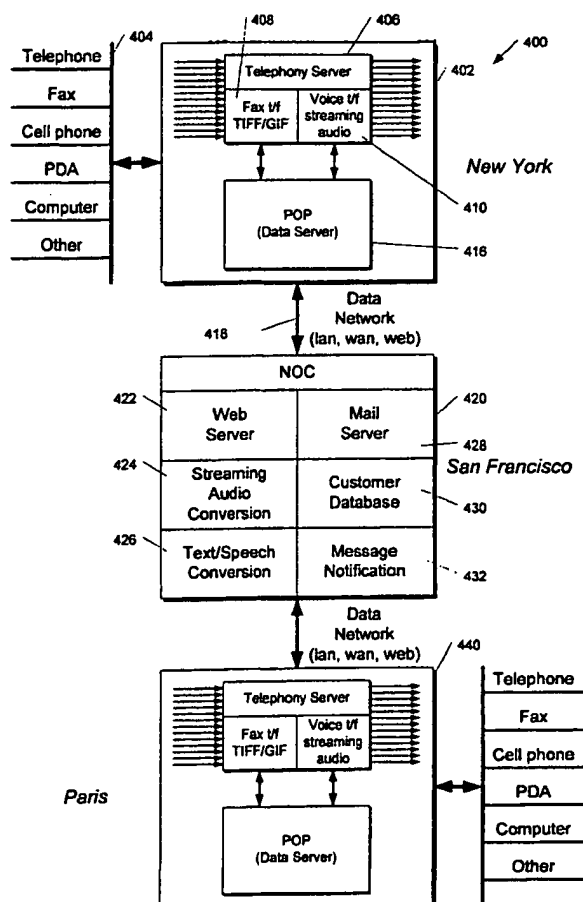 404
408
406
400
Telephone
Fax
Cell phone
PDA
Computer
Other
402
Telephony Server
Fax t/f
TIFF/GIF
Voice t/f
streaming
audio
New York
410
POP
(Data Server)
416
418
Data
Network
(lan, wan, web)
NOC
422
Web
Server
Mail
Server
420
428
San Francisco
424
Streaming
Audio
Conversion
Customer
Database
430
426
Text/Speech
Conversion
Message
Notification
432
Data
Network
(lan, wan, web)
440
Telephony Server
Fax t/f
TIFF/GIF
Voice t/f
streaming
audio
Paris
POP
(Data Server)
Telephone
Fax
Cell phone
PDA
Computer
Other